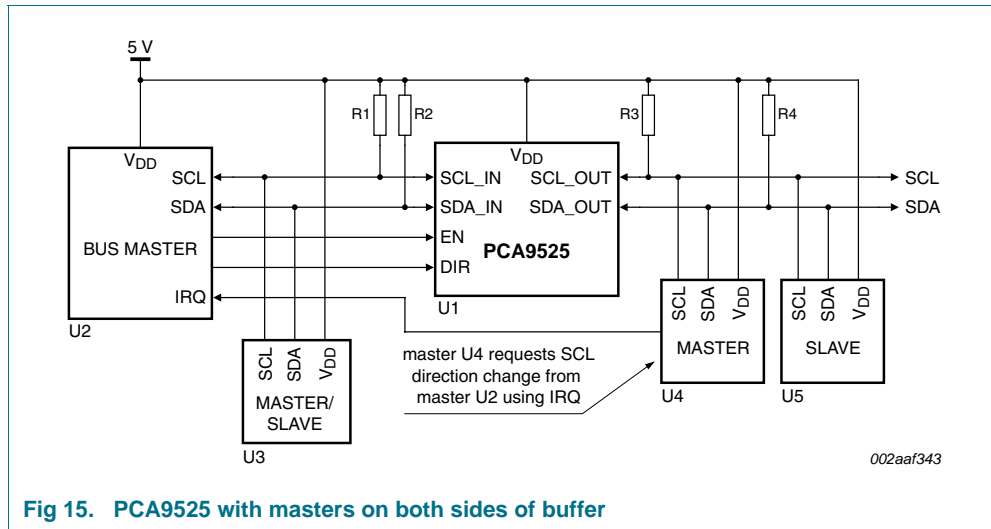 5 V
R1
R2
R3
R4
VDD
SCL
SDA
BUS MASTER
IRQ
U2
VDD
SCL_IN SCL_OUT
SDA_IN SDA_OUT
EN
PCA9525
DIR
U1
SCL
SDA
SCL
SDA
VDD
MASTER/
SLAVE
U3
master U4 requests SCL
direction change from
master U2 using IRQ
SCL
SDA
VDD
MASTER
U4
SCL
SDA
VDD
SLAVE
U5
002aaf343
Fig 15. PCA9525 with masters on both sides of buffer